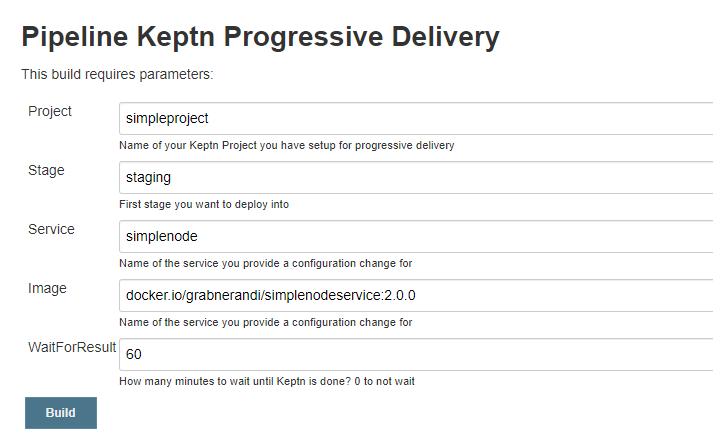 Pipeline Keptn Progressive Delivery
This build requires parameters:
Project
simpleproject
Name of your Keptn Project you have setup for progressive delivery
Stage
staging
First stage you want to deploy into
Service
simplenode
Name of the service you provide a configuration change for
Image
docker.io/grabnerandi/simplenodeservice:2.0.0
Name of the service you provide a configuration change for
WaitForResult
60
How many minutes to wait until Keptn is done? 0 to not wait
Build